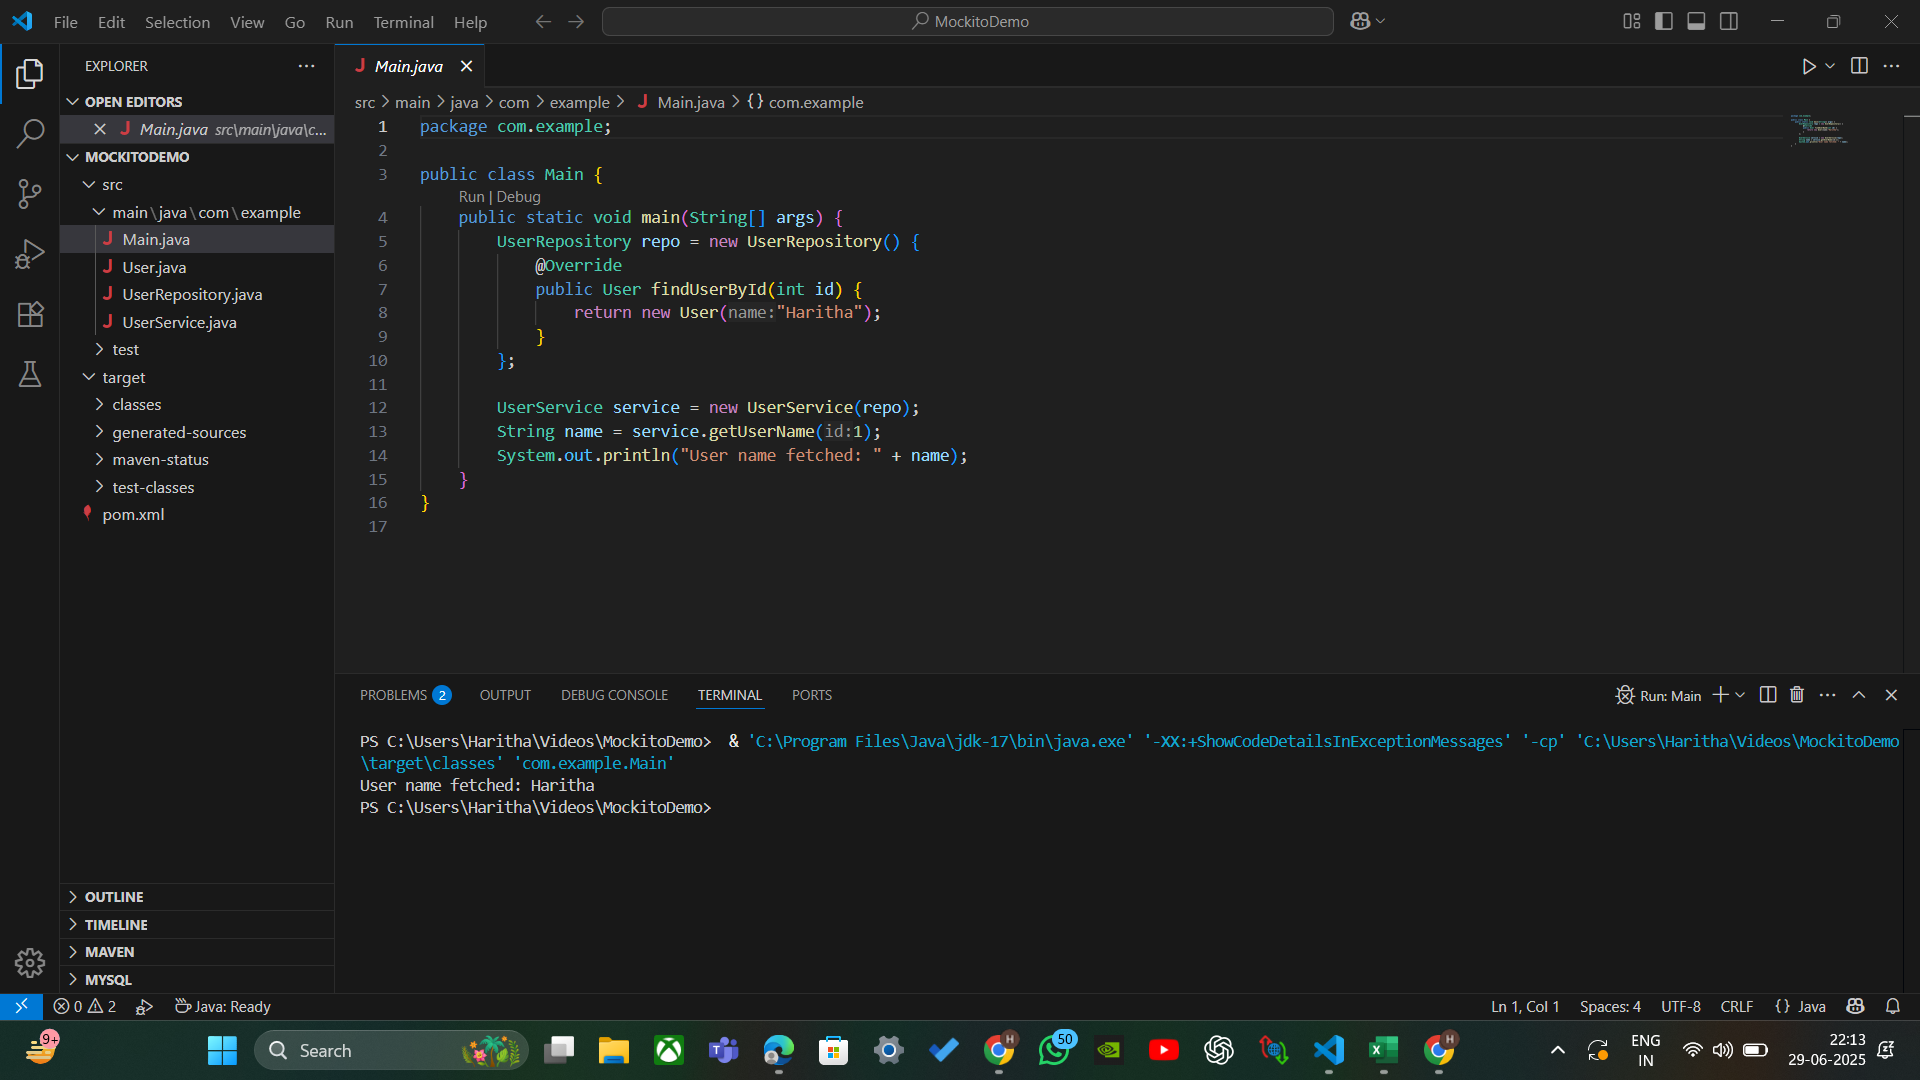 File Edit Selection View Go Run Terminal Help
MockitoDemo
EXPLORER
OPEN EDITORS
Main.java src\main\java\c...
MOCKITODEMO
src
main\java\com\example
Main.java
User.java
UserRepository.java
UserService.java
test
target
classes
generated-sources
maven-status
test-classes
pom.xml
OUTLINE
TIMELINE
MAVEN
MYSQL
Main.java
src > main > java > com > example > Main.java > {} com.example
1 package com.example;
2
3 public class Main {
Run | Debug
4 public static void main(String[] args) {
5 UserRepository repo = new UserRepository() {
6 @Override
7 public User findUserById(int id) {
8 return new User(name:"Haritha");
9 }
10 };
11
12 UserService service = new UserService(repo);
13 String name = service.getUserName(id:1);
14 System.out.println("User name fetched: " + name);
15 }
16 }
17
PROBLEMS 2 OUTPUT DEBUG CONSOLE TERMINAL PORTS
Run: Main
PS C:\Users\Haritha\Videos\MockitoDemo> & 'C:\Program Files\Java\jdk-17\bin\java.exe' '-XX:+ShowCodeDetailsInExceptionMessages' '-cp' 'C:\Users\Haritha\Videos\MockitoDemo
\target\classes' 'com.example.Main'
User name fetched: Haritha
PS C:\Users\Haritha\Videos\MockitoDemo>
0 2 Java: Ready
Ln 1, Col 1 Spaces: 4 UTF-8 CRLF {} Java
9+
Search
H
50
H
ENG
IN
22:13
29-06-2025